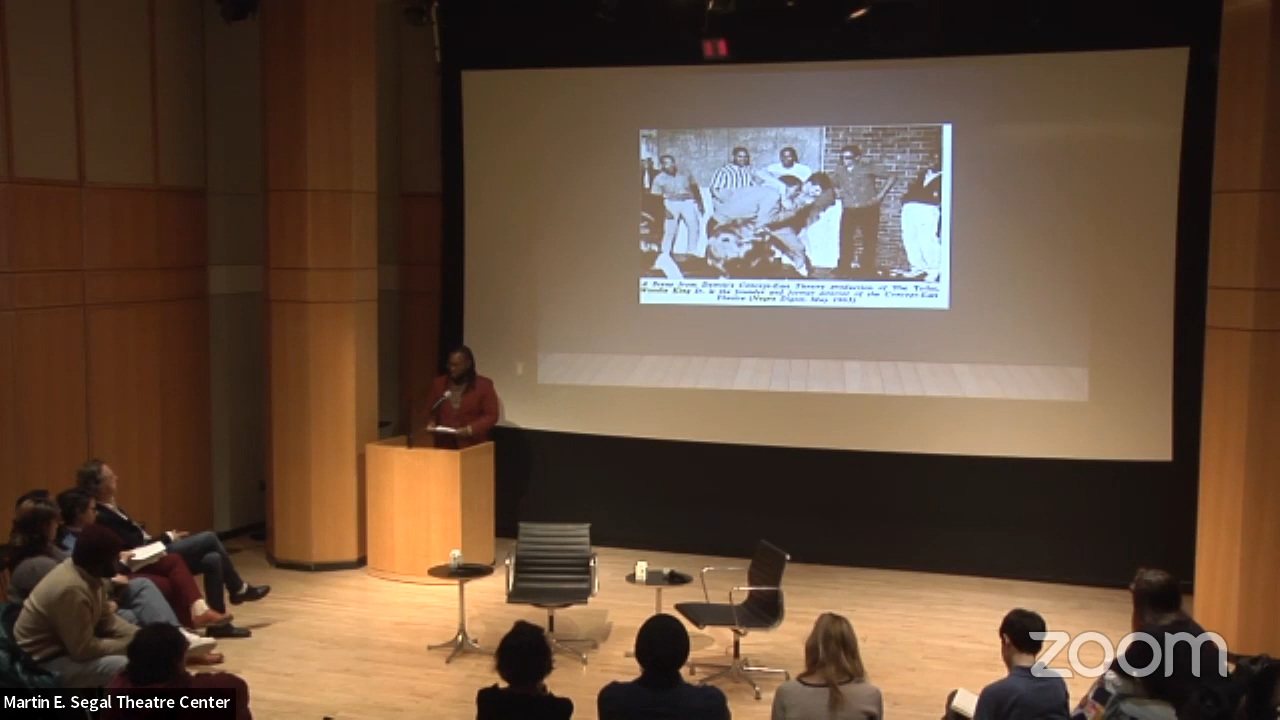 A Scene from Detroit's Concept-East Theatre production of The Toilet.
Woodie King Jr. is the founder and former director of the Concept-East
Theatre (Negro Digest, May 1963)
zoom
Martin E. Segal Theatre Center